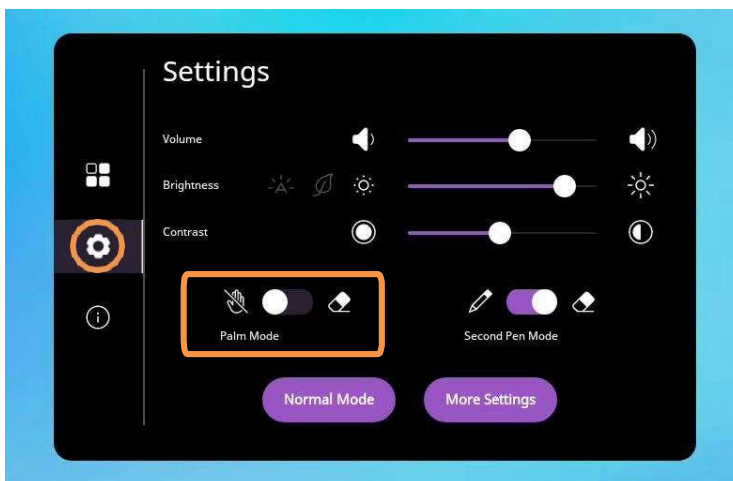 Settings
Volume
Brightness
Contrast
Palm Mode
Second Pen Mode
Normal Mode
More Settings